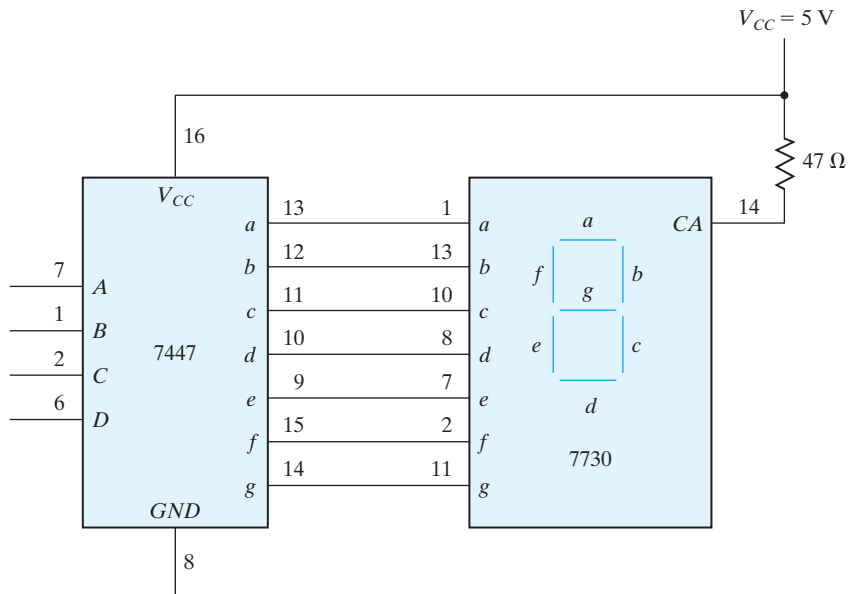 V_CC = 5 V
16
47 Ω
V_CC
13 1 14
a a CA
a
12 13
b b
f b
7
A
g
11 10
c c
1
B
10 8
7447
d d
e c
2
C
9 7
e e
d
6
D
15 2
f f
7730
14 11
g g
GND
8